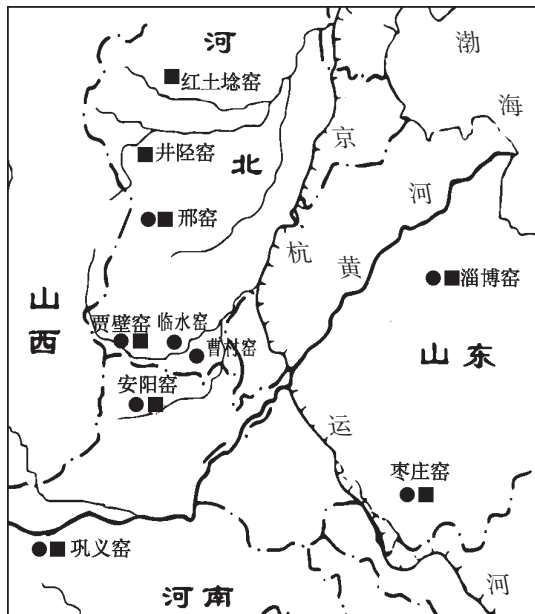 河
渤
红土埝窑
海
京
井陉窑
北
河
邢窑
杭
黄
淄博窑
山
西
贾壁窑
临水窑
曹村窑
山东
安阳窑
运
枣庄窑
巩义窑
河南
河